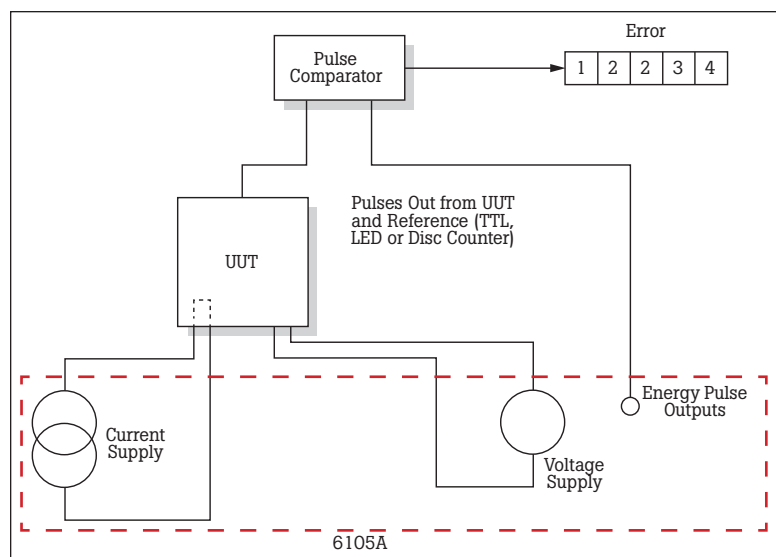 Error
Pulse
Comparator
1 2 2 3 4
Pulses Out from UUT
and Reference (TTL,
LED or Disc Counter)
UUT
Current
Supply
Voltage
Supply
Energy Pulse
Outputs
6105A